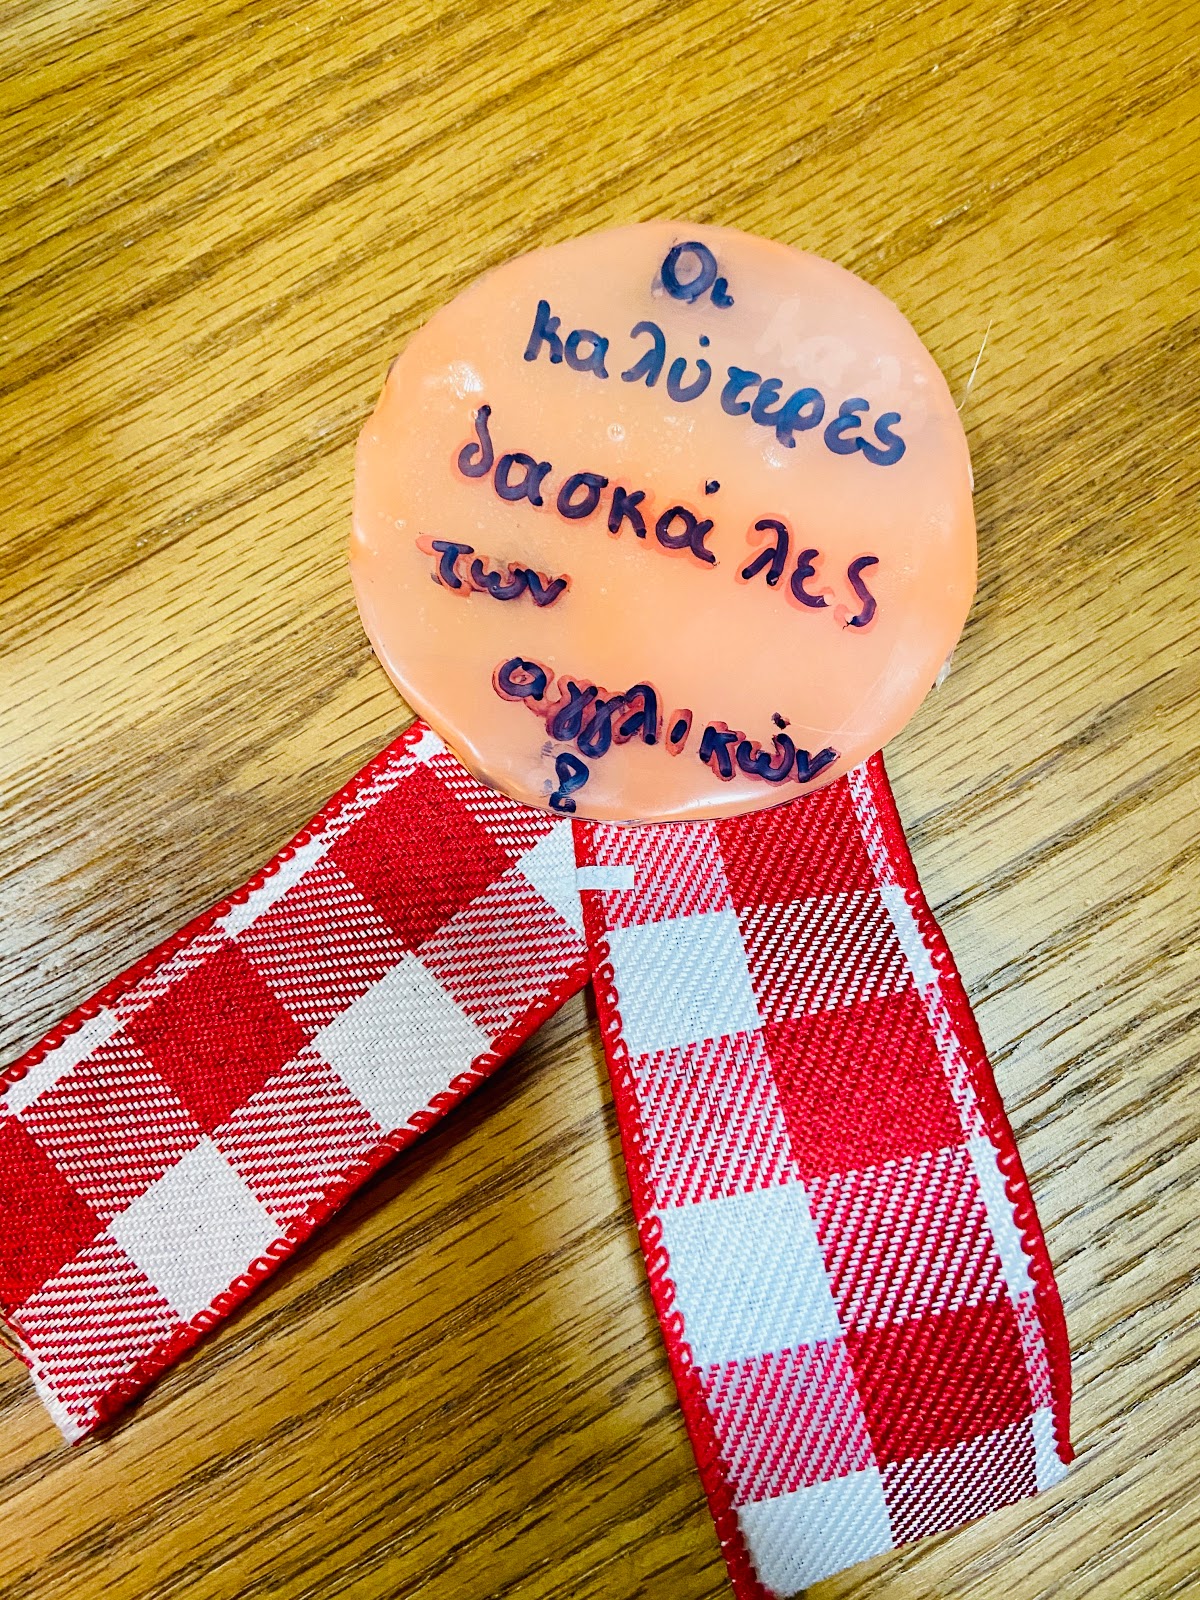 Οι
καλύτερες
δασκάλες
των
αγγλικών